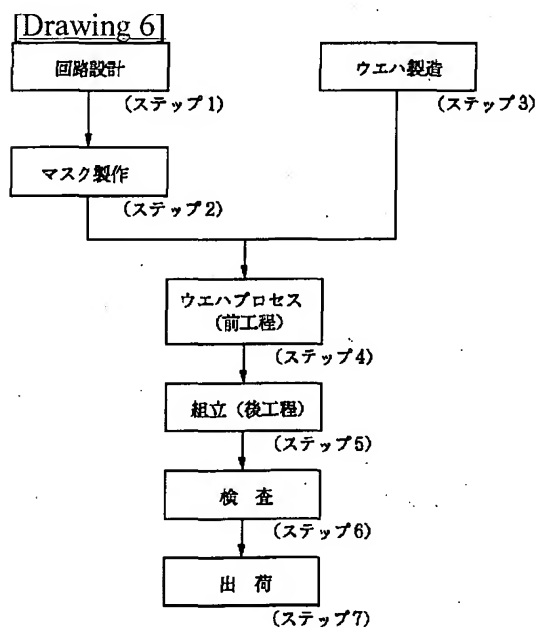 [Drawing 6]
回路設計
(ステップ1)
ウエハ製造
(ステップ3)
マスク製作
(ステップ2)
ウエハプロセス
(前工程)
(ステップ4)
組立(後工程)
(ステップ5)
検 査
(ステップ6)
出 荷
(ステップ7)